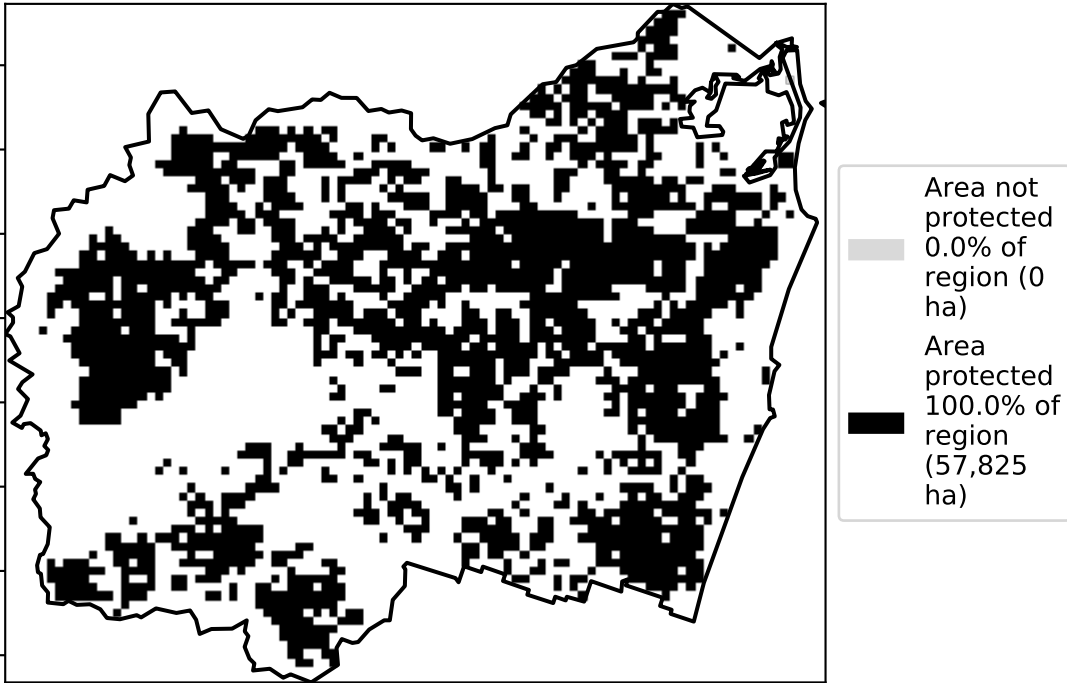 Area not
protected
0.0% of
region (0
ha)
Area
protected
100.0% of
region
(57,825
ha)